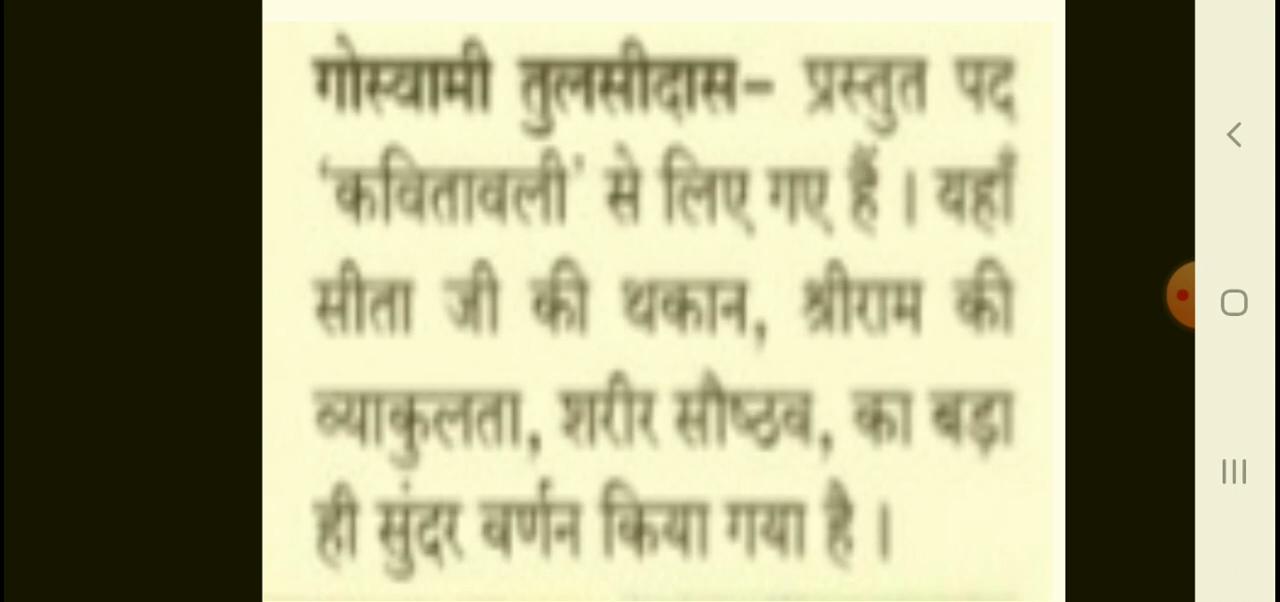 गोस्वामी तुलसीदास- प्रस्तुत पद
'कवितावली' से लिए गए हैं । यहाँ
सीता जी की थकान, श्रीराम की
व्याकुलता, शरीर सौष्ठव, का बड़ा
ही सुंदर वर्णन किया गया है ।